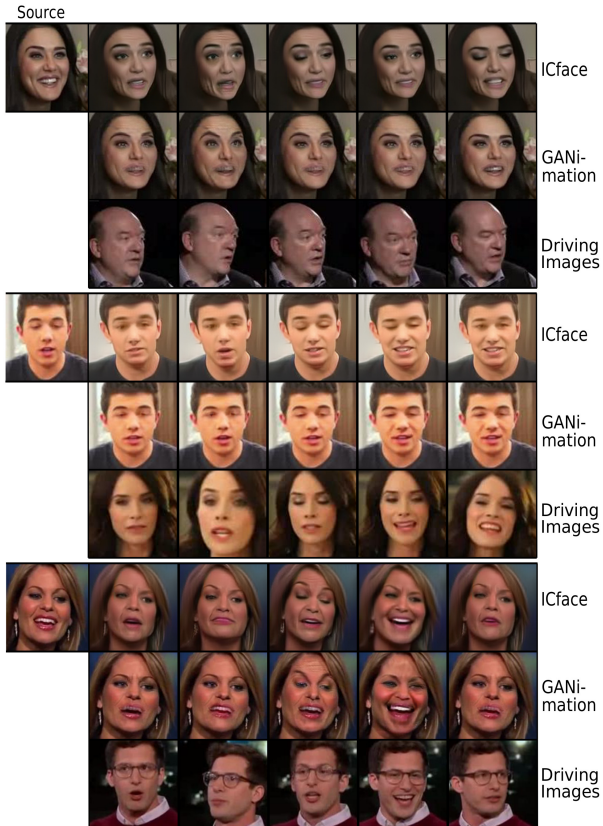 Source
ICface
GANi-
mation
Driving
Images
ICface
GANi-
mation
Driving
Images
ICface
GANi-
mation
Driving
Images